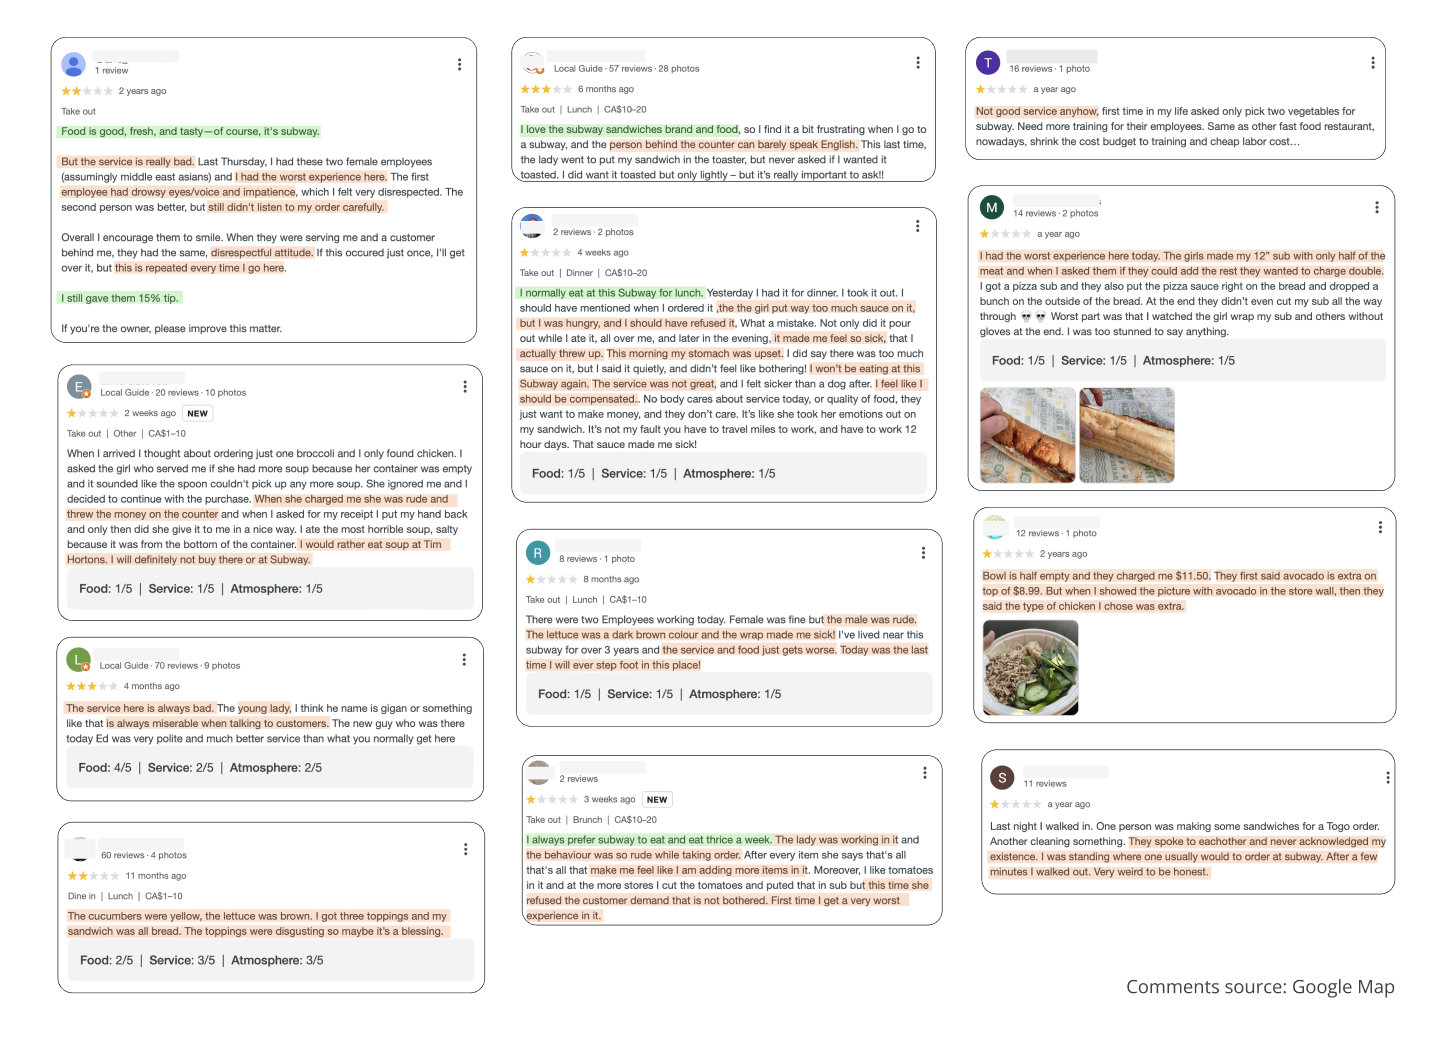 1 review
2 years ago
Take out
Food is good, fresh, and tasty—of course, it's subway.
But the service is really bad. Last Thursday, I had these two female employees
(assumingly middle east asians) and I had the worst experience here. The first
employee had drowsy eyes/voice and impatience, which I felt very disrespected. The
second person was better, but still didn't listen to my order carefully.
Overall I encourage them to smile. When they were serving me and a customer
behind me, they had the same, disrespectful attitude. If this occured just once, I'll get
over it, but this is repeated every time I go here.
I still gave them 15% tip.
If you're the owner, please improve this matter.
E
Local Guide · 20 reviews · 10 photos
2 weeks ago NEW
Take out | Other | CA$1–10
When I arrived I thought about ordering just one broccoli and I only found chicken. I
asked the girl who served me if she had more soup because her container was empty
and it sounded like the spoon couldn't pick up any more soup. She ignored me and I
decided to continue with the purchase. When she charged me she was rude and
threw the money on the counter and when I asked for my receipt I put my hand back
and only then did she give it to me in a nice way. I ate the most horrible soup, salty
because it was from the bottom of the container. I would rather eat soup at Tim
Hortons. I will definitely not buy there or at Subway.
Food: 1/5 | Service: 1/5 | Atmosphere: 1/5
L
Local Guide · 70 reviews · 9 photos
4 months ago
The service here is always bad. The young lady, I think he name is gigan or something
like that is always miserable when talking to customers. The new guy who was there
today Ed was very polite and much better service than what you normally get here
Food: 4/5 | Service: 2/5 | Atmosphere: 2/5
60 reviews · 4 photos
11 months ago
Dine in | Lunch | CA$1–10
The cucumbers were yellow, the lettuce was brown. I got three toppings and my
sandwich was all bread. The toppings were disgusting so maybe it's a blessing.
Food: 2/5 | Service: 3/5 | Atmosphere: 3/5
Local Guide · 57 reviews · 28 photos
6 months ago
Take out | Lunch | CA$10–20
I love the subway sandwiches brand and food, so I find it a bit frustrating when I go to
a subway, and the person behind the counter can barely speak English. This last time,
the lady went to put my sandwich in the toaster, but never asked if I wanted it
toasted. I did want it toasted but only lightly – but it's really important to ask!!
2 reviews · 2 photos
4 weeks ago
Take out | Dinner | CA$10–20
I normally eat at this Subway for lunch. Yesterday I had it for dinner. I took it out. I
should have mentioned when I ordered it ,the the girl put way too much sauce on it,
but I was hungry, and I should have refused it, What a mistake. Not only did it pour
out while I ate it, all over me, and later in the evening, it made me feel so sick, that I
actually threw up. This morning my stomach was upset. I did say there was too much
sauce on it, but I said it quietly, and didn't feel like bothering! I won't be eating at this
Subway again. The service was not great, and I felt sicker than a dog after. I feel like I
should be compensated.. No body cares about service today, or quality of food, they
just want to make money, and they don't care. It's like she took her emotions out on
my sandwich. It's not my fault you have to travel miles to work, and have to work 12
hour days. That sauce made me sick!
Food: 1/5 | Service: 1/5 | Atmosphere: 1/5
R
8 reviews · 1 photo
8 months ago
Take out | Lunch | CA$1–10
There were two Employees working today. Female was fine but the male was rude.
The lettuce was a dark brown colour and the wrap made me sick! I've lived near this
subway for over 3 years and the service and food just gets worse. Today was the last
time I will ever step foot in this place!
Food: 1/5 | Service: 1/5 | Atmosphere: 1/5
2 reviews
3 weeks ago NEW
Take out | Brunch | CA$10–20
I always prefer subway to eat and eat thrice a week. The lady was working in it and
the behaviour was so rude while taking order. After every item she says that's all
that's all make me feel like I am adding more items in it. Moreover, I like tomatoes
in it and at the more stores I cut the tomatoes and puted that in sub but this time she
refused the customer demand that is not bothered. First time I get a very worst
experience in it.
T
16 reviews · 1 photo
a year ago
Not good service anyhow, first time in my life asked only pick two vegetables for
subway. Need more training for their employees. Same as other fast food restaurant,
nowadays, shrink the cost budget to training and cheap labor cost...
M
14 reviews · 2 photos
a year ago
I had the worst experience here today. The girls made my 12” sub with only half of the
meat and when I asked them if they could add the rest they wanted to charge double.
I got a pizza sub and they also put the pizza sauce right on the bread and dropped a
bunch on the outside of the bread. At the end they didn't even cut my sub all the way
through 💀 💀 Worst part was that I watched the girl wrap my sub and others without
gloves at the end. I was too stunned to say anything.
Food: 1/5 | Service: 1/5 | Atmosphere: 1/5
12 reviews · 1 photo
2 years ago
Bowl is half empty and they charged me $11.50. They first said avocado is extra on
top of $8.99. But when I showed the picture with avocado in the store wall, then they
said the type of chicken I chose was extra.
S
11 reviews
a year ago
Last night I walked in. One person was making some sandwiches for a Togo order.
Another cleaning something. They spoke to eachother and never acknowledged my
existence. I was standing where one usually would to order at subway. After a few
minutes I walked out. Very weird to be honest.
Comments source: Google Map